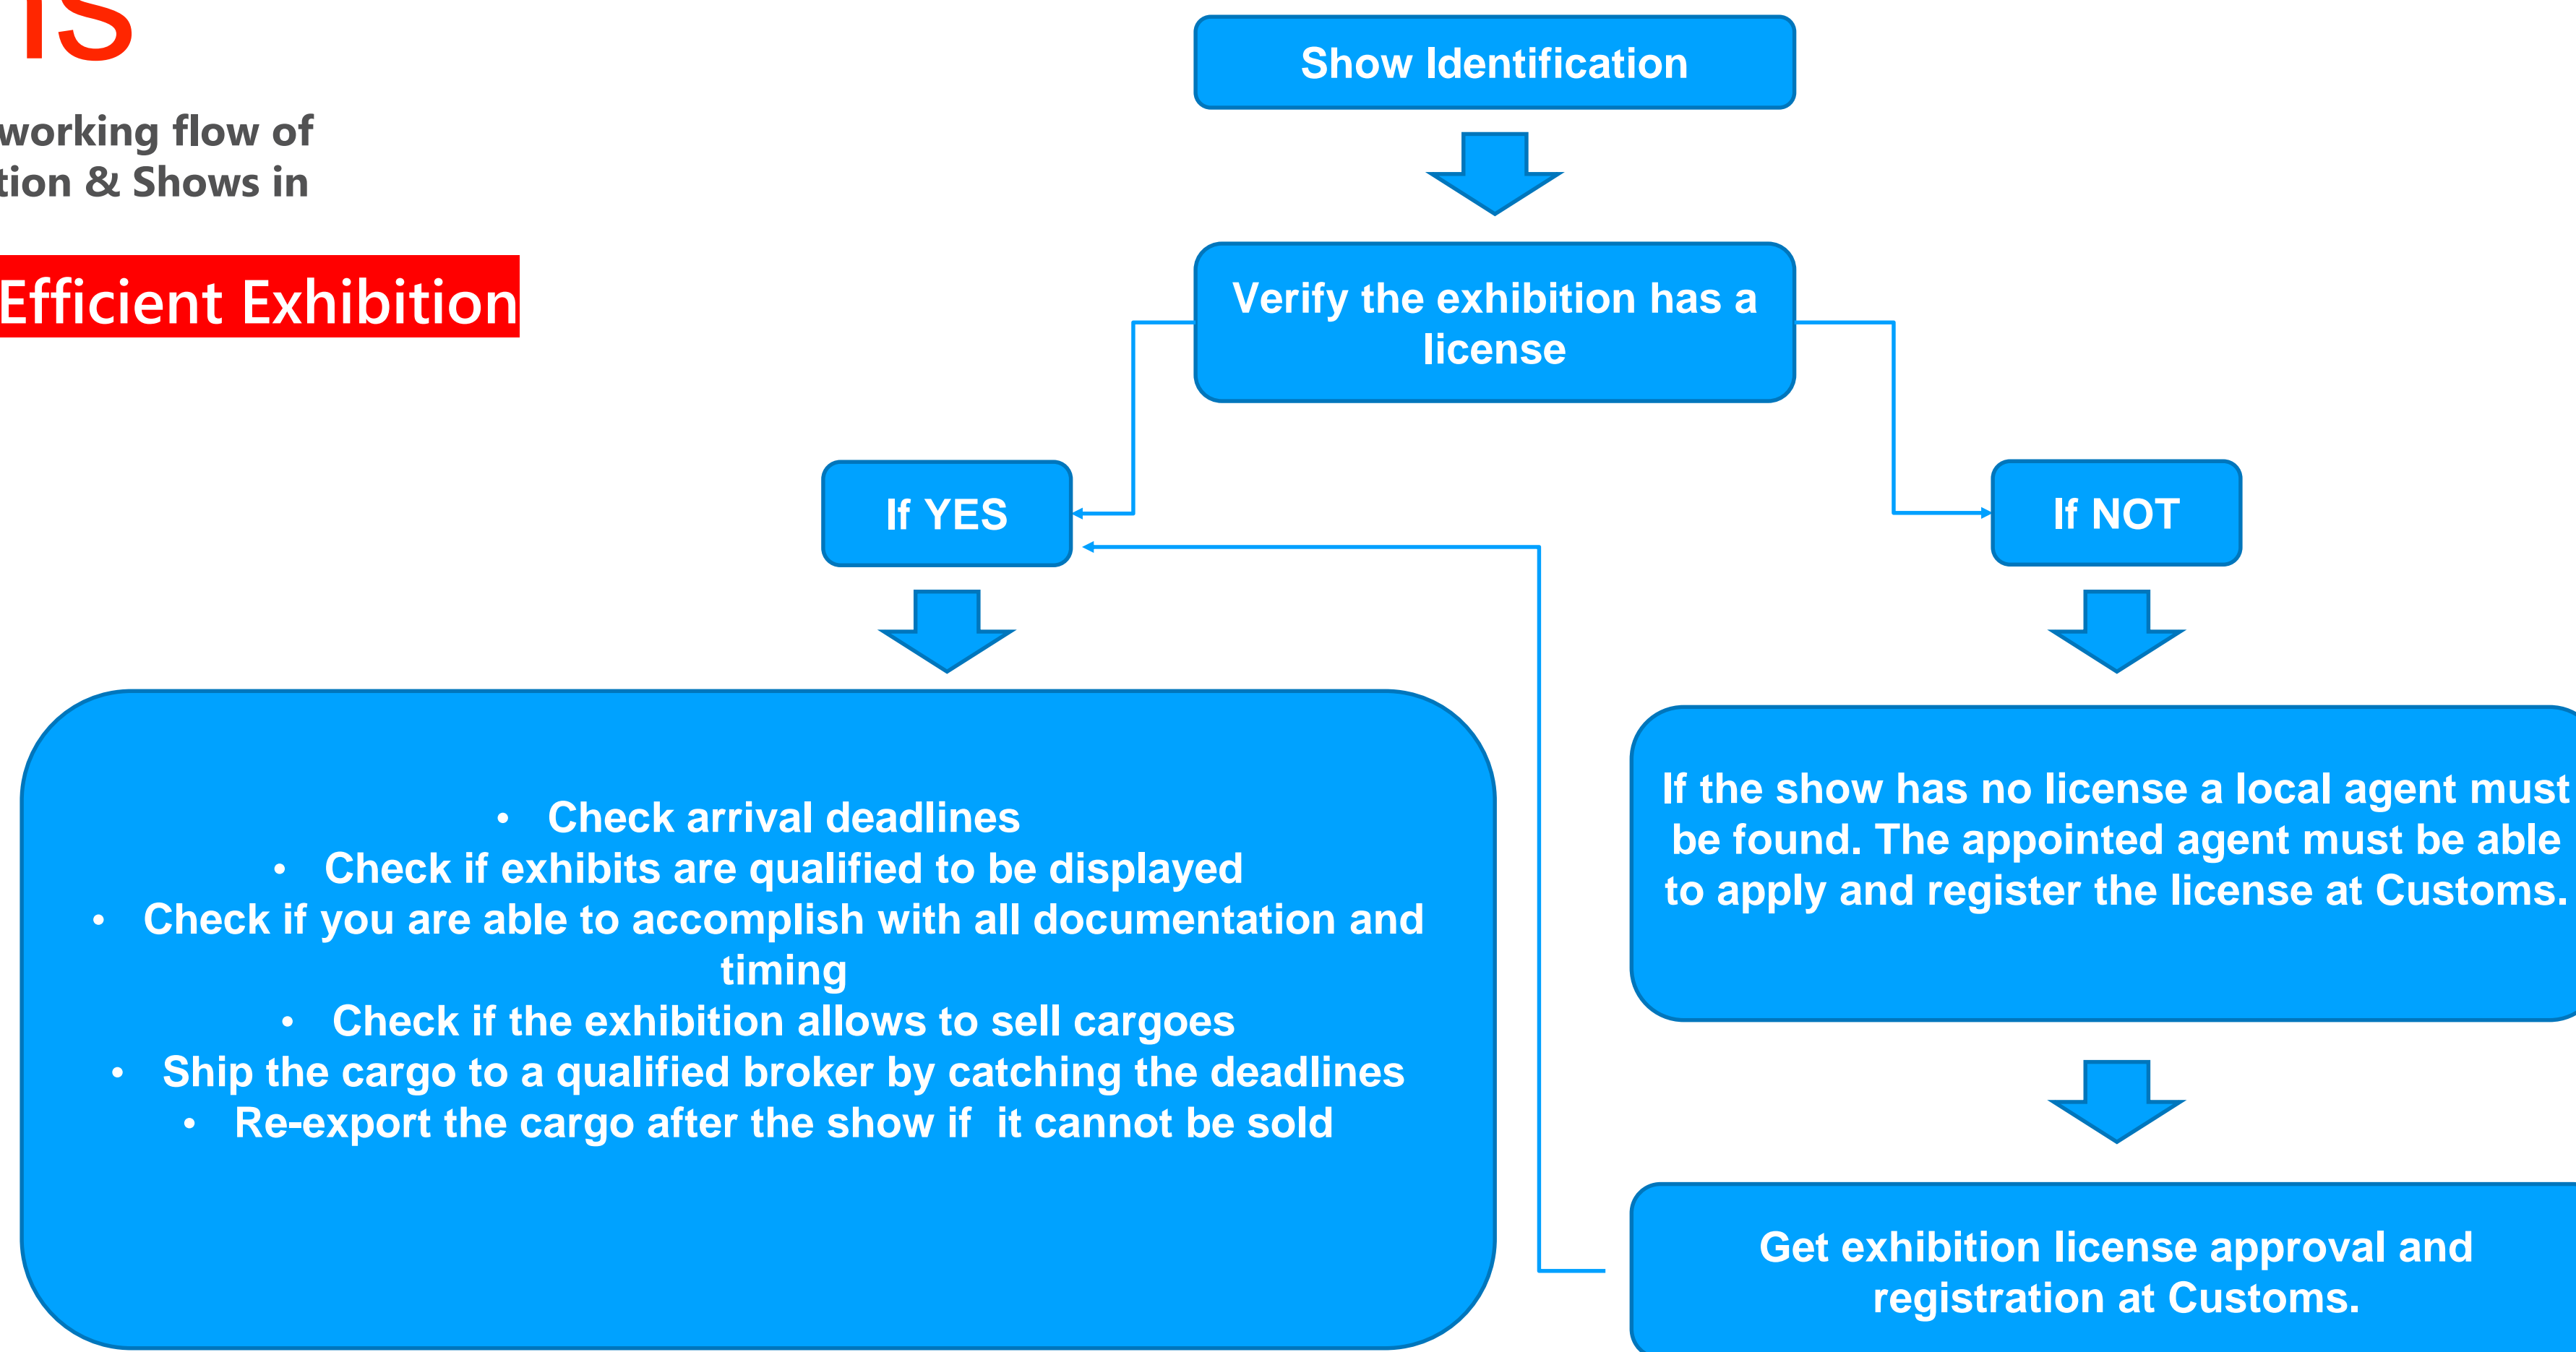 is
working flow of
tion & Shows in
Efficient Exhibition
Show Identification
Verify the exhibition has a
license
If YES
If NOT
• Check arrival deadlines
• Check if exhibits are qualified to be displayed
• Check if you are able to accomplish with all documentation and
timing
• Check if the exhibition allows to sell cargoes
• Ship the cargo to a qualified broker by catching the deadlines
• Re-export the cargo after the show if it cannot be sold
If the show has no license a local agent must
be found. The appointed agent must be able
to apply and register the license at Customs.
Get exhibition license approval and
registration at Customs.